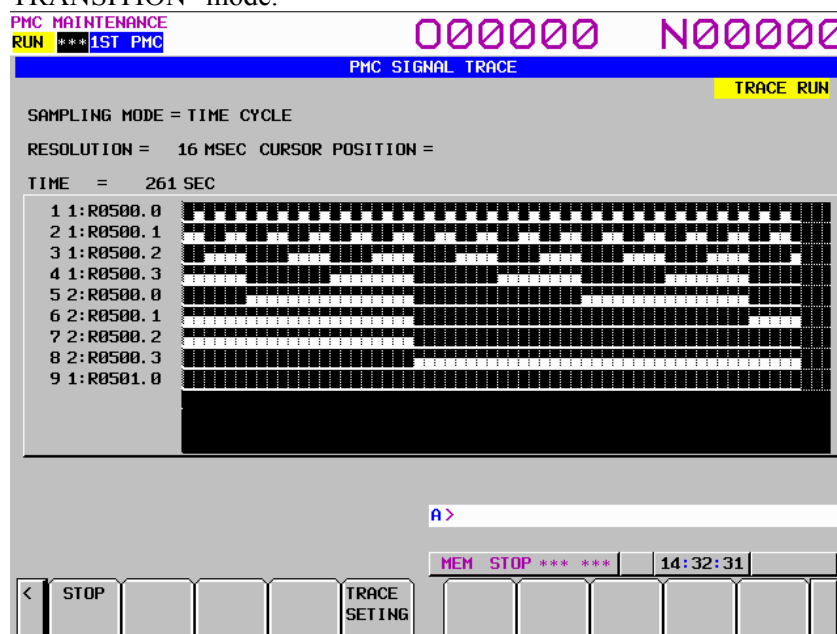 TRANSITION" mode.
PMC MAINTENANCE
O00000 N00000
RUN ***1ST PMC
PMC SIGNAL TRACE
TRACE RUN
SAMPLING MODE = TIME CYCLE
RESOLUTION = 16 MSEC CURSOR POSITION =
TIME = 261 SEC
1 1:R0500.0
2 1:R0500.1
3 1:R0500.2
4 1:R0500.3
5 2:R0500.0
6 2:R0500.1
7 2:R0500.2
8 2:R0500.3
9 1:R0501.0
A>
MEM STOP *** *** 14:32:31
< STOP TRACE
SETING